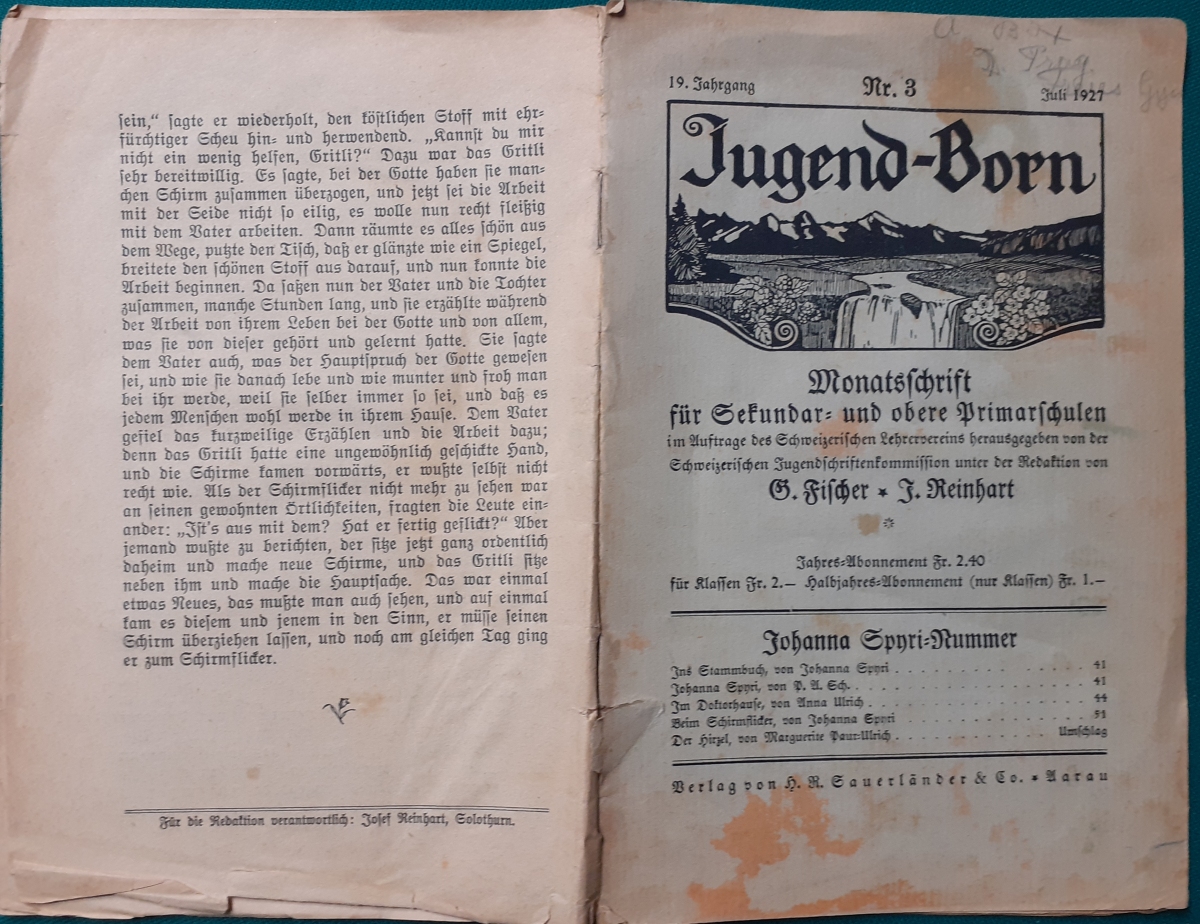 sein,“ sagte er wiederholt, den köstlichen Stoff mit ehr-
fürchtiger Scheu hin- und herwendend. „Kannst du mir
nicht ein wenig helfen, Gritli?“ Dazu war das Gritli
sehr bereitwillig. Es sagte, bei der Gotte haben sie man-
chen Schirm zusammen überzogen, und jetzt sei die Arbeit
mit der Seide nicht so eilig, es wolle nun recht fleißig
mit dem Vater arbeiten. Dann räumte es alles schön aus
dem Wege, putzte den Tisch, daß er glänzte wie ein Spiegel,
breitete den schönen Stoff aus darauf, und nun konnte die
Arbeit beginnen. Da saßen nun der Vater und die Tochter
zusammen, manche Stunden lang, und sie erzählte während
der Arbeit von ihrem Leben bei der Gotte und von allem,
was sie von dieser gehört und gelernt hatte. Sie sagte
dem Vater auch, was der Hauptspruch der Gotte gewesen
sei, und wie sie danach lebe und wie munter und froh man
bei ihr werde, weil sie selber immer so sei, und daß es
jedem Menschen wohl werde in ihrem Hause. Dem Vater
gefiel das kurzweilige Erzählen und die Arbeit dazu;
denn das Gritli hatte eine ungewöhnlich geschickte Hand,
und die Schirme kamen vorwärts, er wußte selbst nicht
recht wie. Als der Schirmflicker nicht mehr zu sehen war
an seinen gewohnten Örtlichkeiten, fragten die Leute ein-
ander: „Ist's aus mit dem? Hat er fertig geflickt?“ Aber
jemand wußte zu berichten, der sitze jetzt ganz ordentlich
daheim und mache neue Schirme, und das Gritli sitze
neben ihm und mache die Hauptsache. Das war einmal
etwas Neues, das mußte man auch sehen, und auf einmal
kam es diesem und jenem in den Sinn, er müsse seinen
Schirm überziehen lassen, und noch am gleichen Tag ging
er zum Schirmflicker.
Für die Redaktion verantwortlich: Josef Reinhart, Solothurn.
19. Jahrgang Nr. 3 Juli 1927
Jugend-Born
Monatsschrift
für Sekundar- und obere Primarschulen
im Auftrage des Schweizerischen Lehrervereins herausgegeben von der
Schweizerischen Jugendschriftenkommission unter der Redaktion von
G. Fischer * J. Reinhart
Jahres-Abonnement Fr. 2.40
für Klassen Fr. 2.— Halbjahres-Abonnement (nur Klassen) Fr. 1.—
Johanna Spyri-Nummer
Ins Stammbuch, von Johanna Spyri . . . . . . . . . . 41
Johanna Spyri, von P. A. Sch. . . . . . . . . . . 41
Im Doktorhause, von Anna Ulrich . . . . . . . . . . 44
Beim Schirmflicker, von Johanna Spyri . . . . . . . . . . 51
Der Hirzel, von Marguerite Paur-Ulrich . . . . . . . . . . Umschlag
Verlag von H. R. Sauerländer & Co. * Aarau